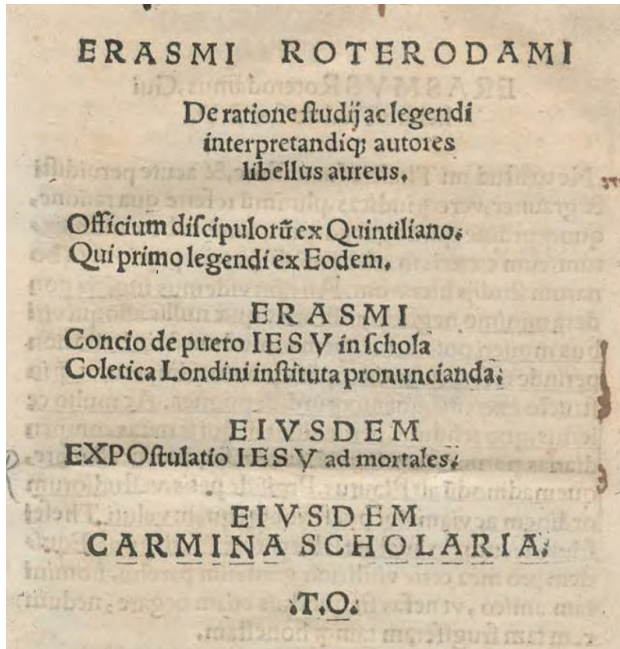 ERASMI ROTERODAMI
De ratione ſtudij ac legendi
interpretandiq; autores
libellus aureus.
Officium diſcipulorũ ex Quintiliano.
Qui primo legendi ex Eodem.
ERASMI
Concio de puero IESV in ſchola
Coletica Londini inſtituta pronuncianda.
EIVSDEM
EXPOſtulatio IESV ad mortales.
EIVSDEM
CARMINA SCHOLARIA.
.T.O.